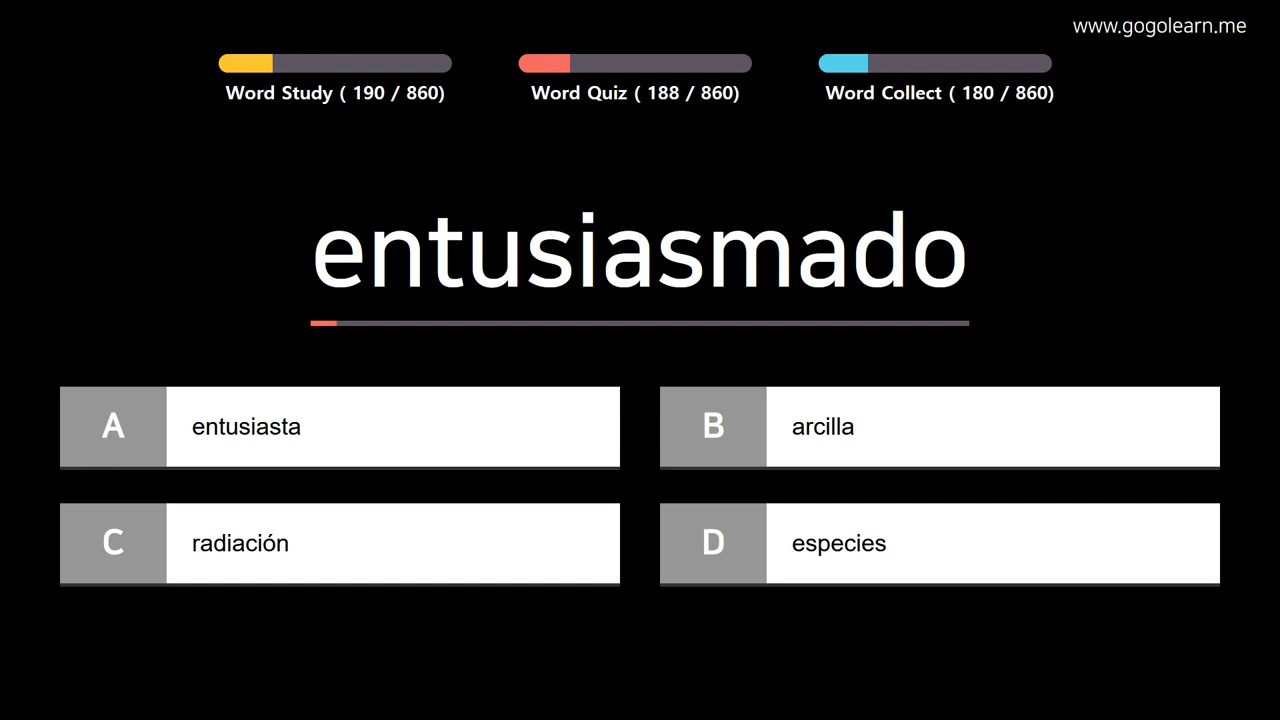 www.gogolearn.me
Word Study ( 190 / 860)
Word Quiz ( 188 / 860)
Word Collect ( 180 / 860)
entusiasmado
A entusiasta
B arcilla
C radiación
D especies